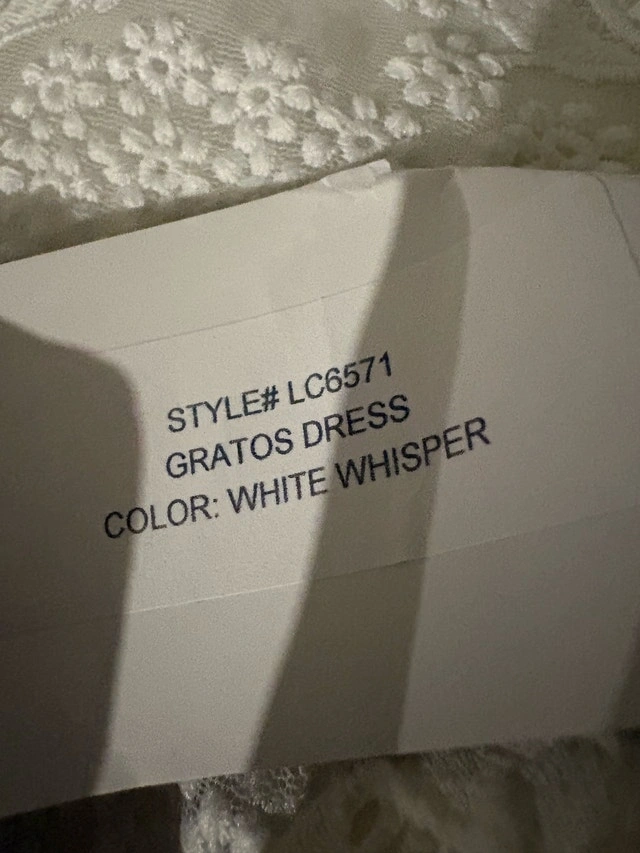 STYLE# LC6571
GRATOS DRESS
COLOR: WHITE WHISPER